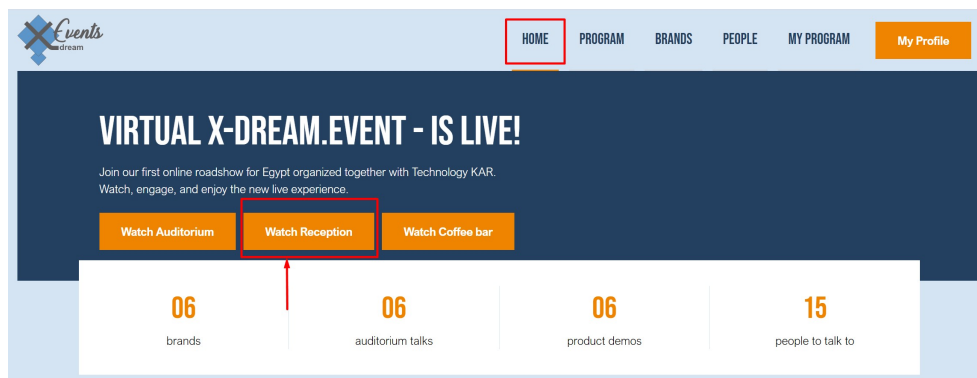 Events
dream
HOME
PROGRAM
BRANDS
PEOPLE
MY PROGRAM
My Profile
VIRTUAL X-DREAM.EVENT - IS LIVE!
Join our first online roadshow for Egypt organized together with Technology KAR.
Watch, engage, and enjoy the new live experience.
Watch Auditorium
Watch Reception
Watch Coffee bar
06
brands
06
auditorium talks
06
product demos
15
people to talk to